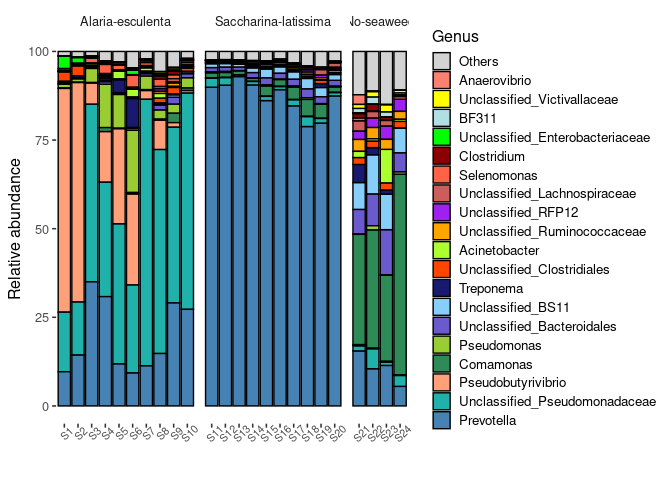 Alaria-esculenta
Saccharina-latissima
No-seaweed
Relative abundance
100
75
50
25
0
S1
S2
S3
S4
S5
S6
S7
S8
S9
S10
S11
S12
S13
S14
S15
S16
S17
S18
S19
S20
S21
S22
S23
S24
Genus
Others
Anaerovibrio
Unclassified_Victivallaceae
BF311
Unclassified_Enterobacteriaceae
Clostridium
Selenomonas
Unclassified_Lachnospiraceae
Unclassified_RFP12
Unclassified_Ruminococcaceae
Acinetobacter
Unclassified_Clostridiales
Treponema
Unclassified_BS11
Unclassified_Bacteroidales
Pseudomonas
Comamonas
Pseudobutyrivibrio
Unclassified_Pseudomonadaceae
Prevotella